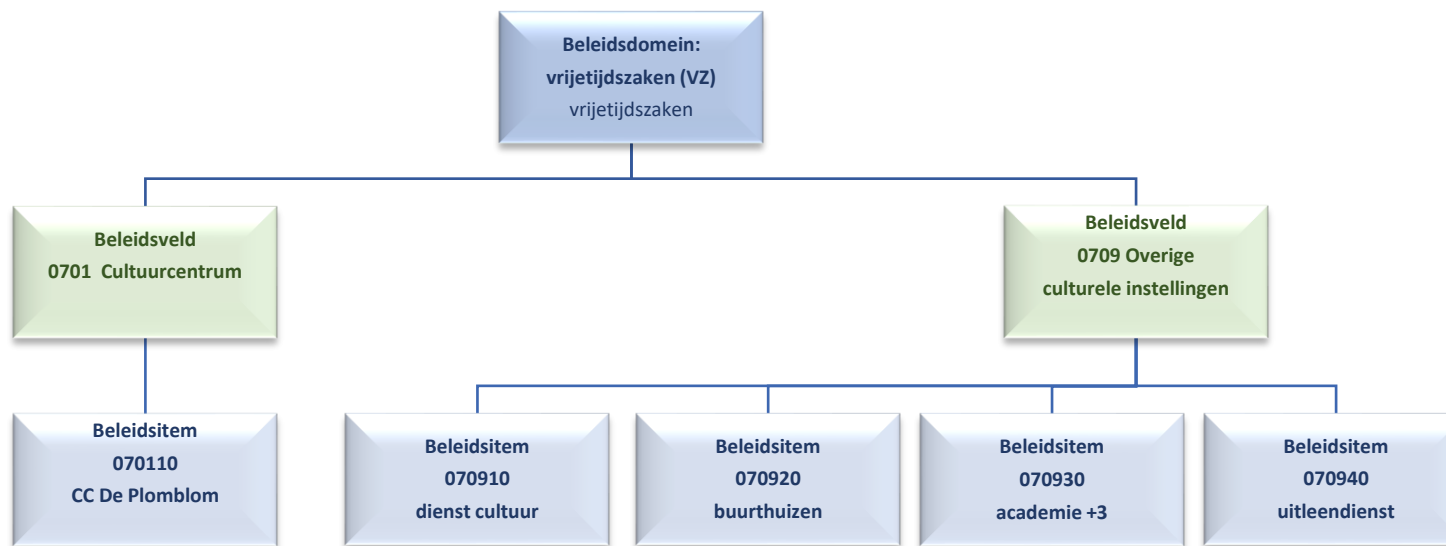 Beleidsdomein:
vrijetijdszaken (VZ)
vrijetijdszaken
Beleidsveld
0701 Cultuurcentrum
Beleidsveld
0709 Overige
culturele instellingen
Beleidsitem
070110
CC De Plomblom
Beleidsitem
070910
dienst cultuur
Beleidsitem
070920
buurthuizen
Beleidsitem
070930
academie +3
Beleidsitem
070940
uitleendienst